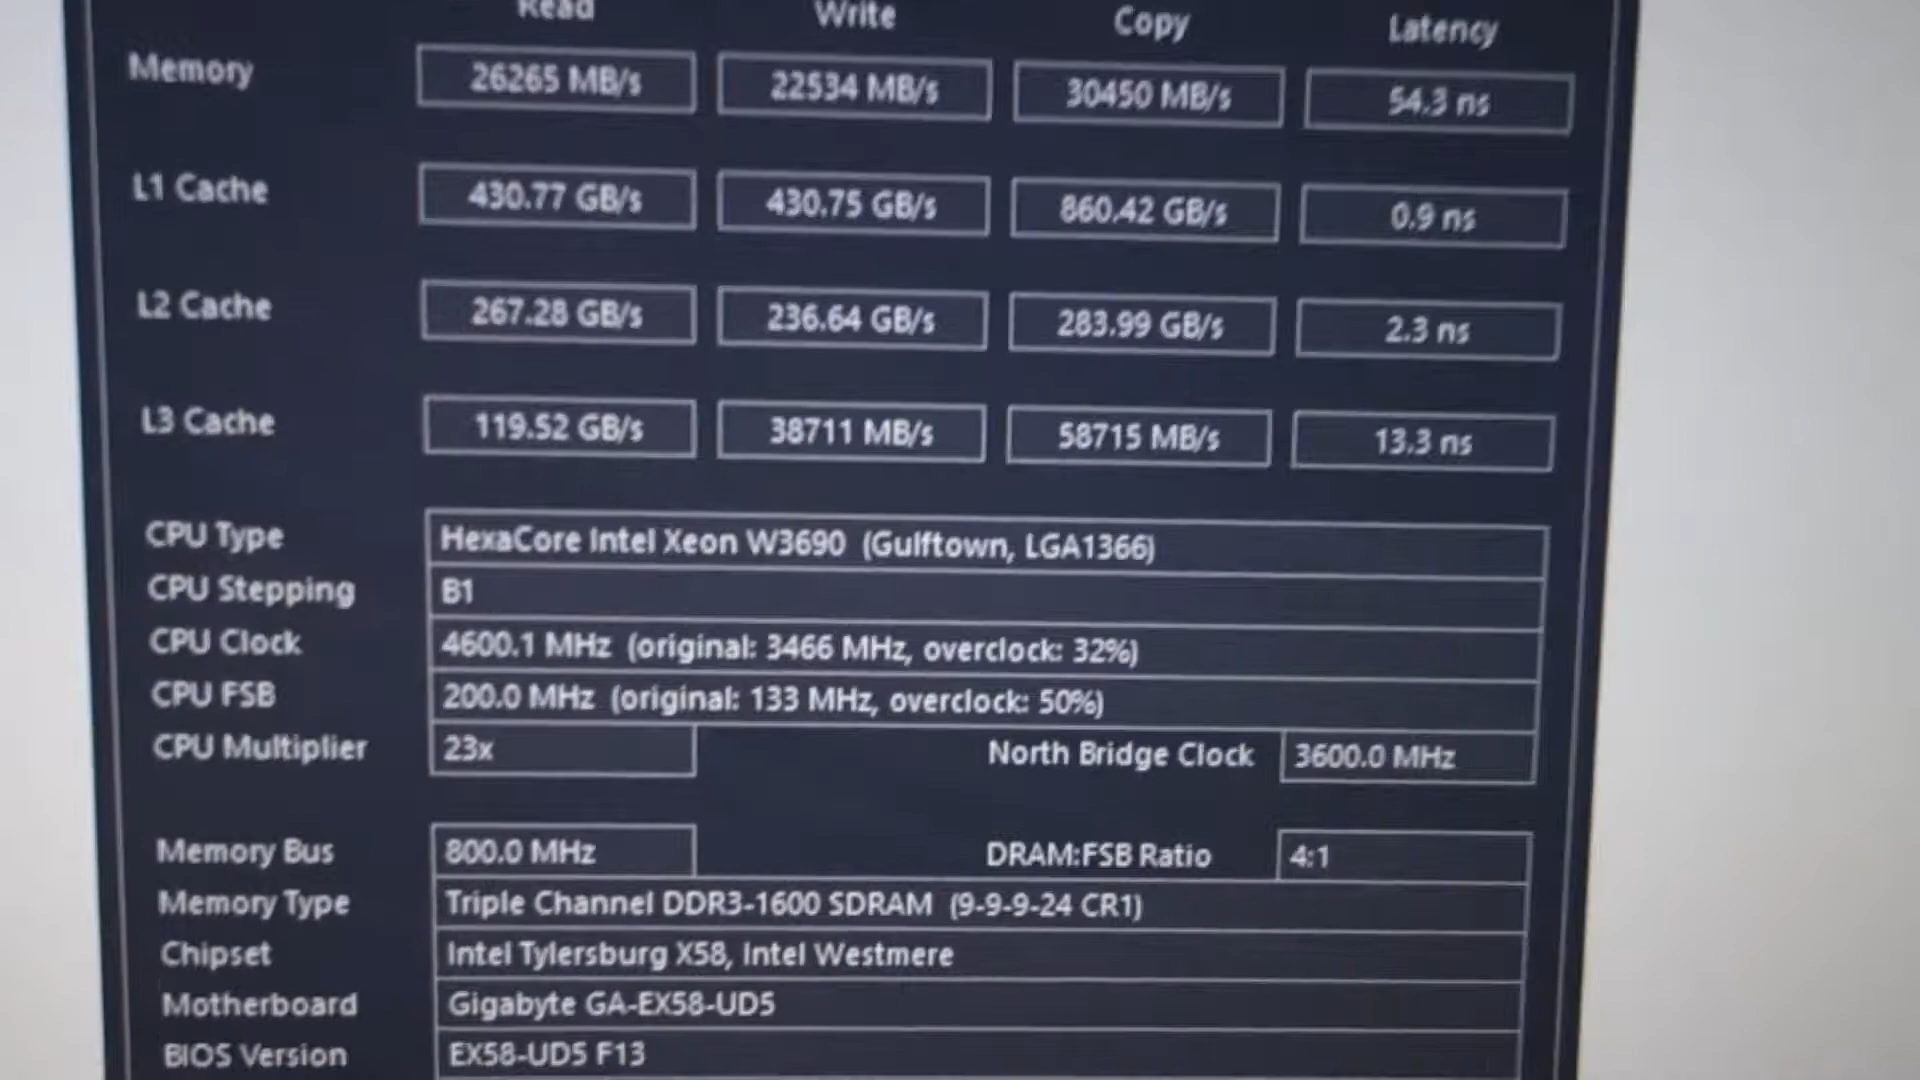 Read Write Copy Latency
Memory 26265 MB/s 22534 MB/s 30450 MB/s 54.3 ns
L1 Cache 430.77 GB/s 430.75 GB/s 860.42 GB/s 0.9 ns
L2 Cache 267.28 GB/s 236.64 GB/s 283.99 GB/s 2.3 ns
L3 Cache 119.52 GB/s 38711 MB/s 58715 MB/s 13.3 ns
CPU Type HexaCore Intel Xeon W3690 (Gulftown, LGA1366)
CPU Stepping B1
CPU Clock 4600.1 MHz (original: 3466 MHz, overclock: 32%)
CPU FSB 200.0 MHz (original: 133 MHz, overclock: 50%)
CPU Multiplier 23x North Bridge Clock 3600.0 MHz
Memory Bus 800.0 MHz DRAM:FSB Ratio 4:1
Memory Type Triple Channel DDR3-1600 SDRAM (9-9-9-24 CR1)
Chipset Intel Tylersburg X58, Intel Westmere
Motherboard Gigabyte GA-EX58-UD5
BIOS Version EX58-UD5 F13